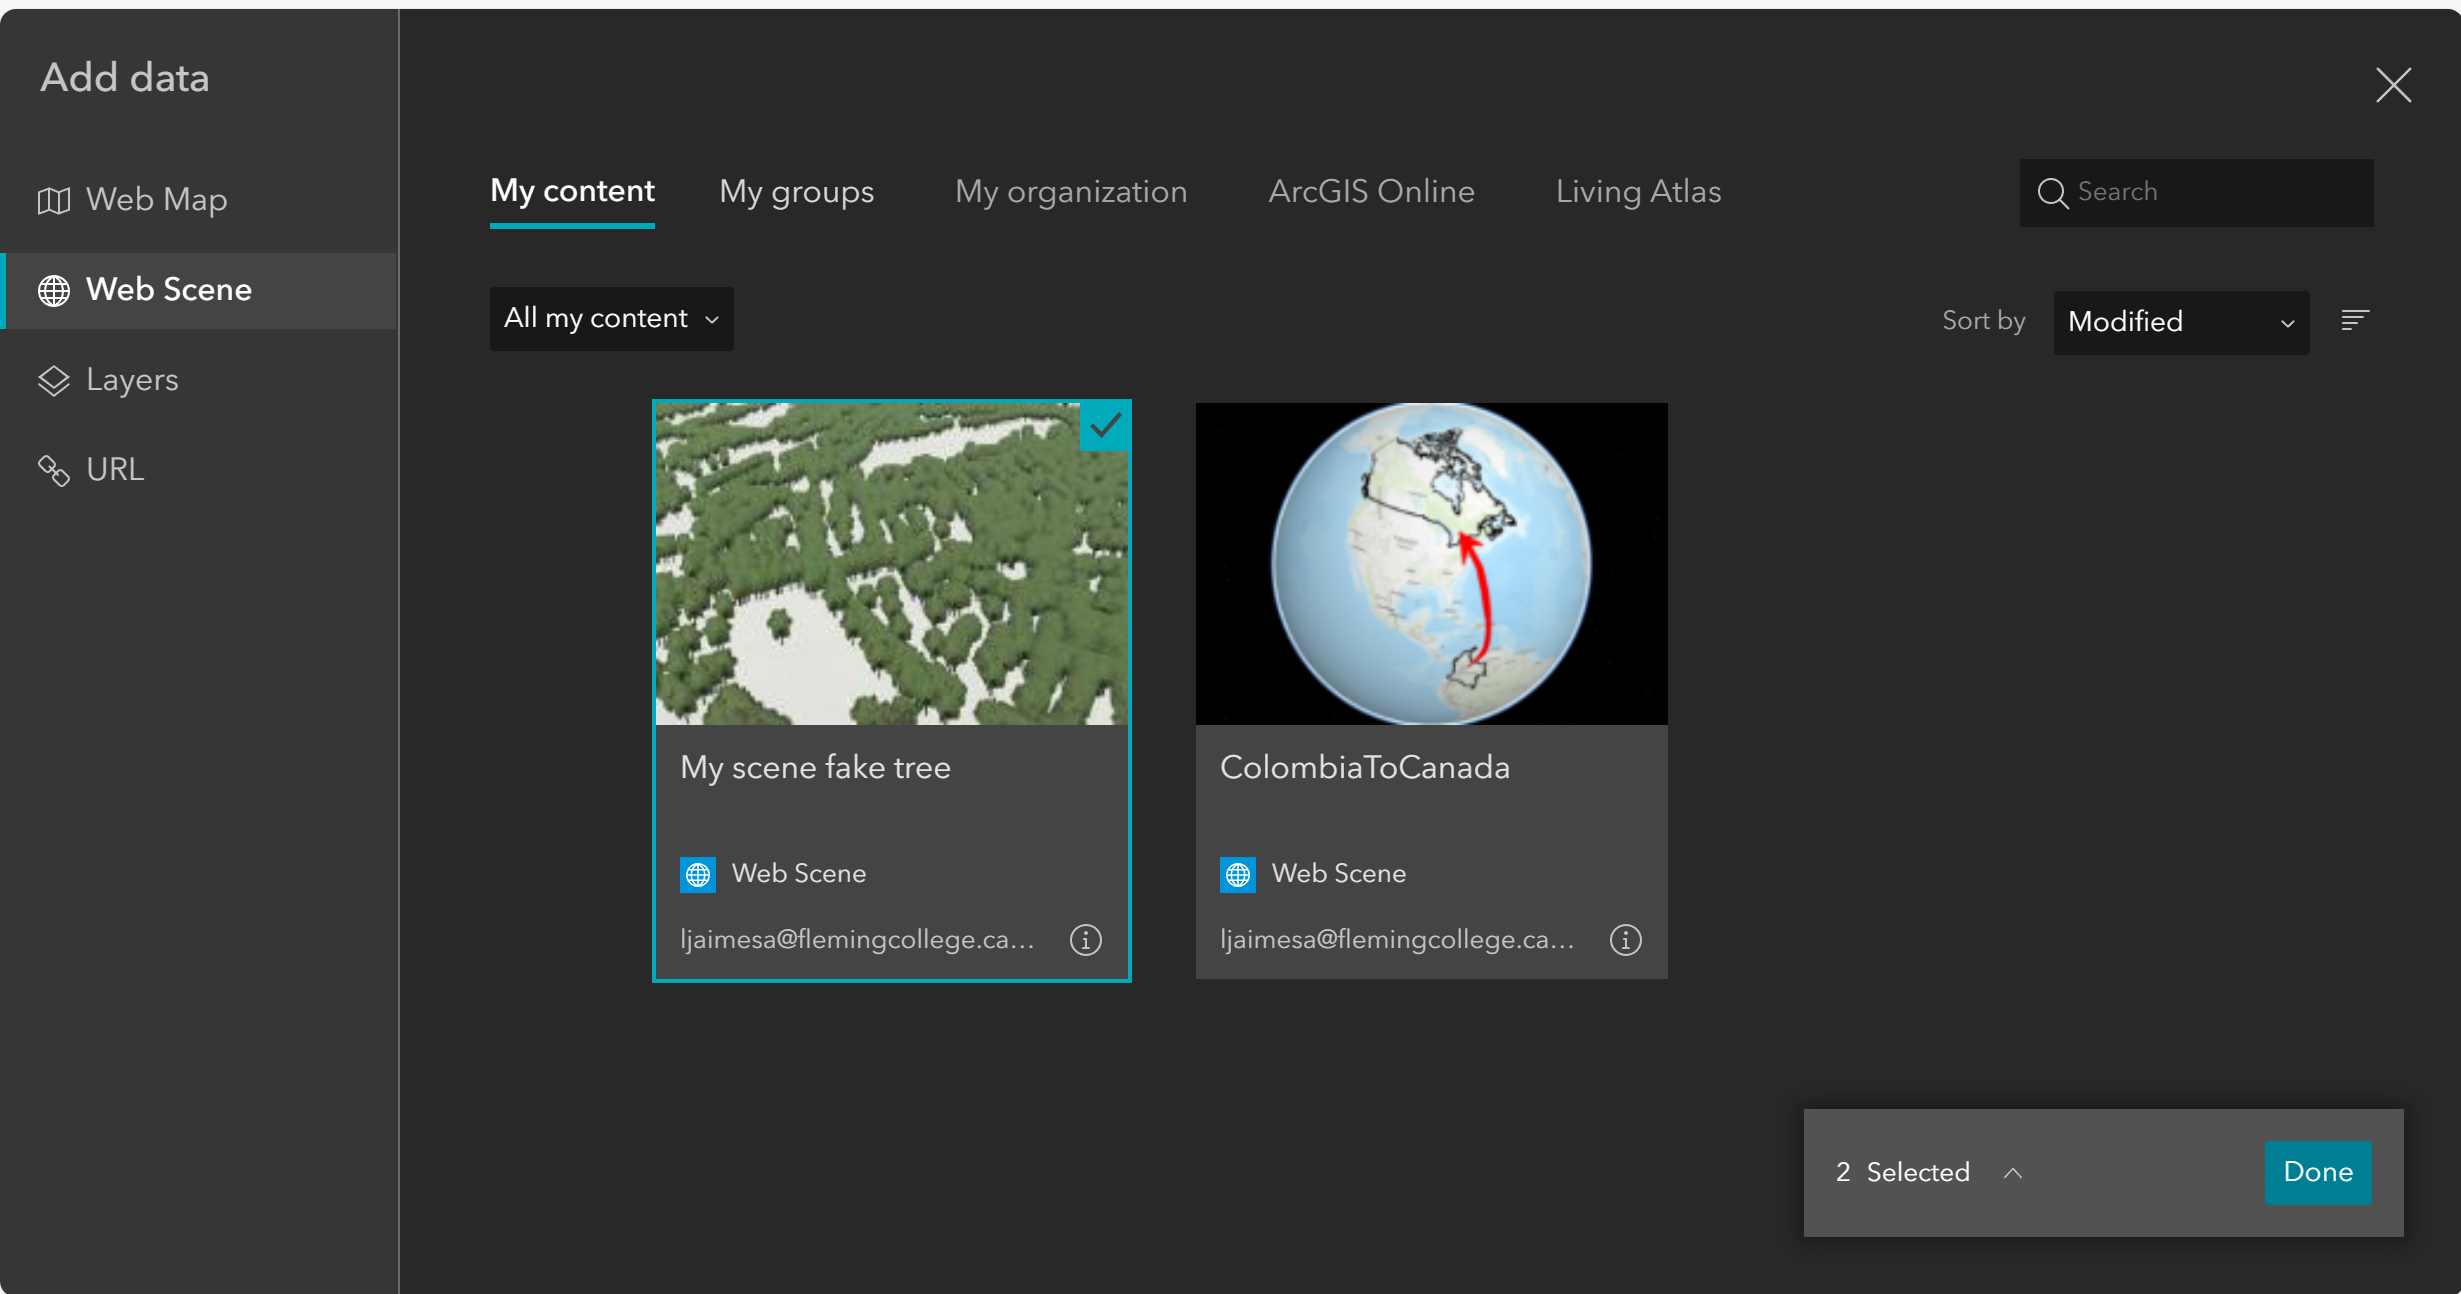 Add data
Web Map
Web Scene
Layers
URL
My content
My groups
My organization
ArcGIS Online
Living Atlas
Search
All my content
Sort by
Modified
My scene fake tree
Web Scene
ljaimesa@flemingcollege.ca...
ColombiaToCanada
Web Scene
ljaimesa@flemingcollege.ca...
2 Selected
Done